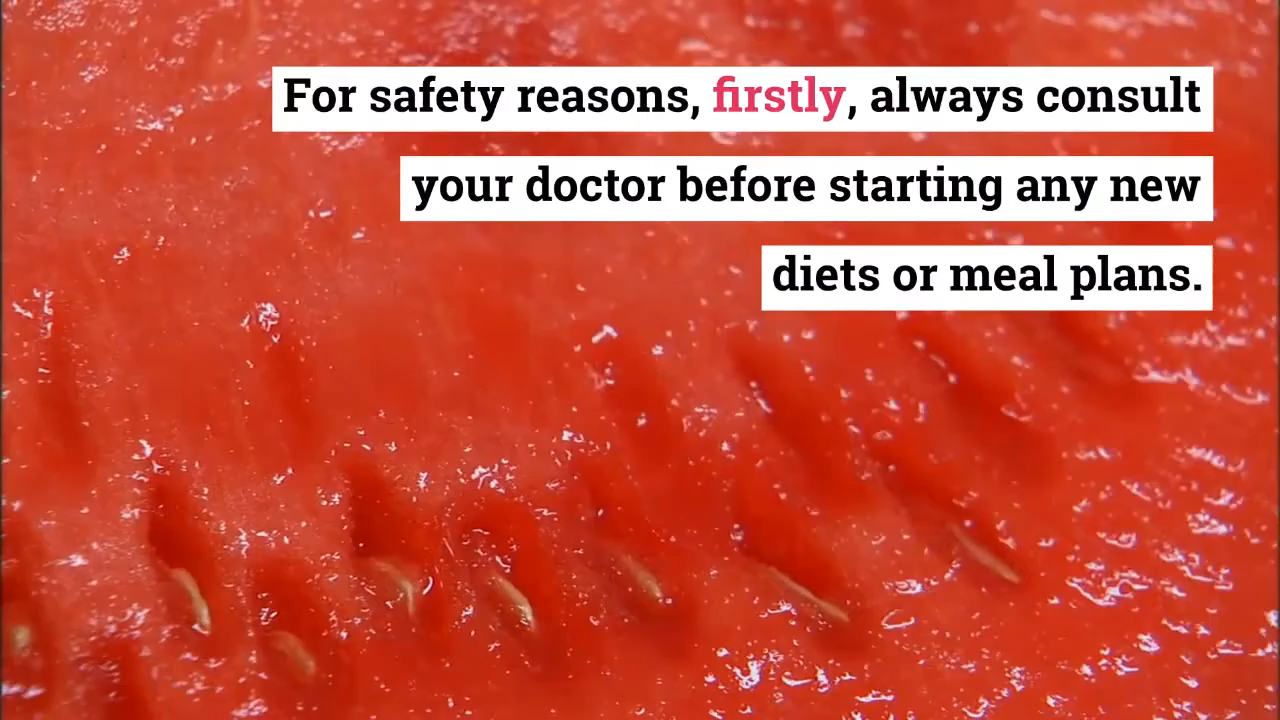 For safety reasons, firstly, always consult
your doctor before starting any new
diets or meal plans.